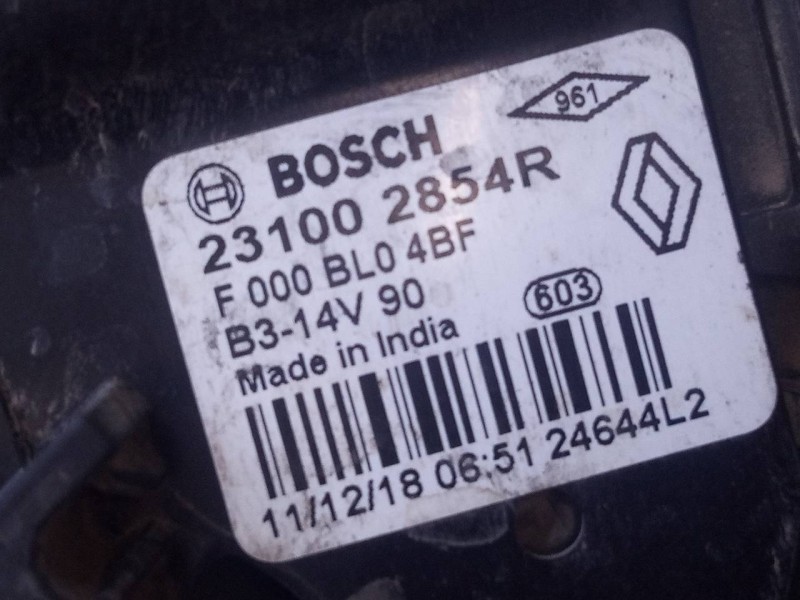 961
BOSCH
23100 2854R
F 000 BL0 4BF
B3-14V 90
603
Made in India
11/12/18 06:51 24644L2